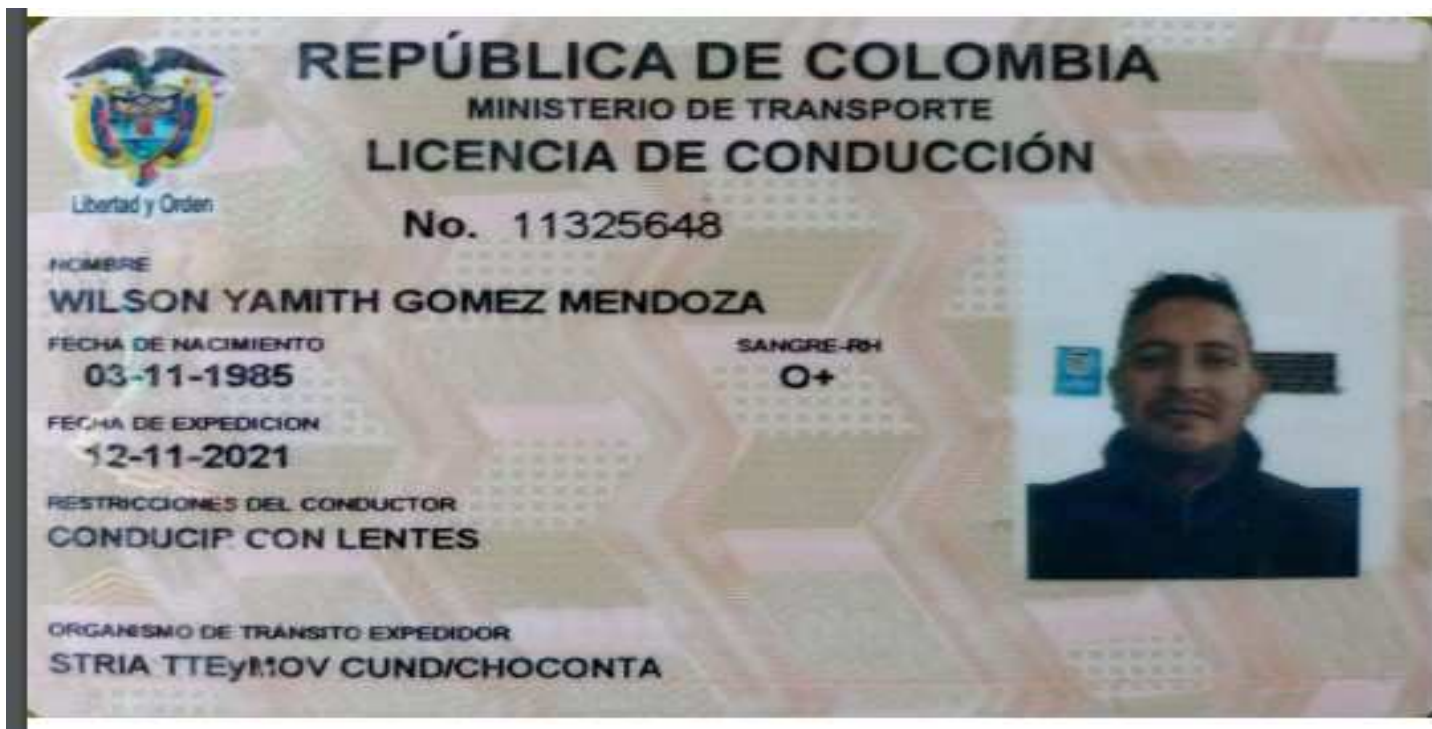 REPÚBLICA DE COLOMBIA
MINISTERIO DE TRANSPORTE
LICENCIA DE CONDUCCIÓN
Libertad y Orden
No. 11325648
NOMBRE
WILSON YAMITH GOMEZ MENDOZA
FECHA DE NACIMIENTO
03-11-1985
SANGRE-RH
O+
FECHA DE EXPEDICION
12-11-2021
RESTRICCIONES DEL CONDUCTOR
CONDUCIR CON LENTES
ORGANISMO DE TRANSITO EXPEDIDOR
STRIA TTEyMOV CUND/CHOCONTA